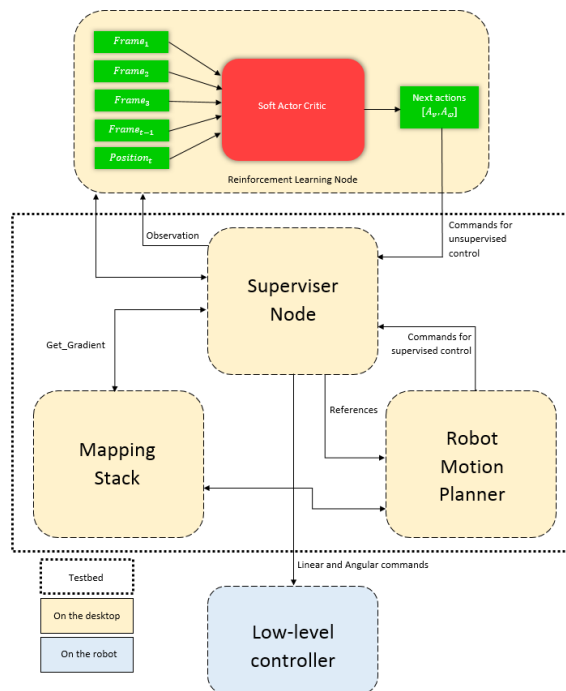 Frame₁
Frame₂
Frame₃
Frameₜ₋₁
Positionₜ
Soft Actor Critic
Next actions
[Aᵥ, A_ω]
Reinforcement Learning Node
Observation
Commands for
unsupervised
control
Superviser
Node
Get_Gradient
Commands for
supervised control
References
Mapping
Stack
Robot
Motion
Planner
Linear and Angular commands
Testbed
On the desktop
On the robot
Low-level
controller